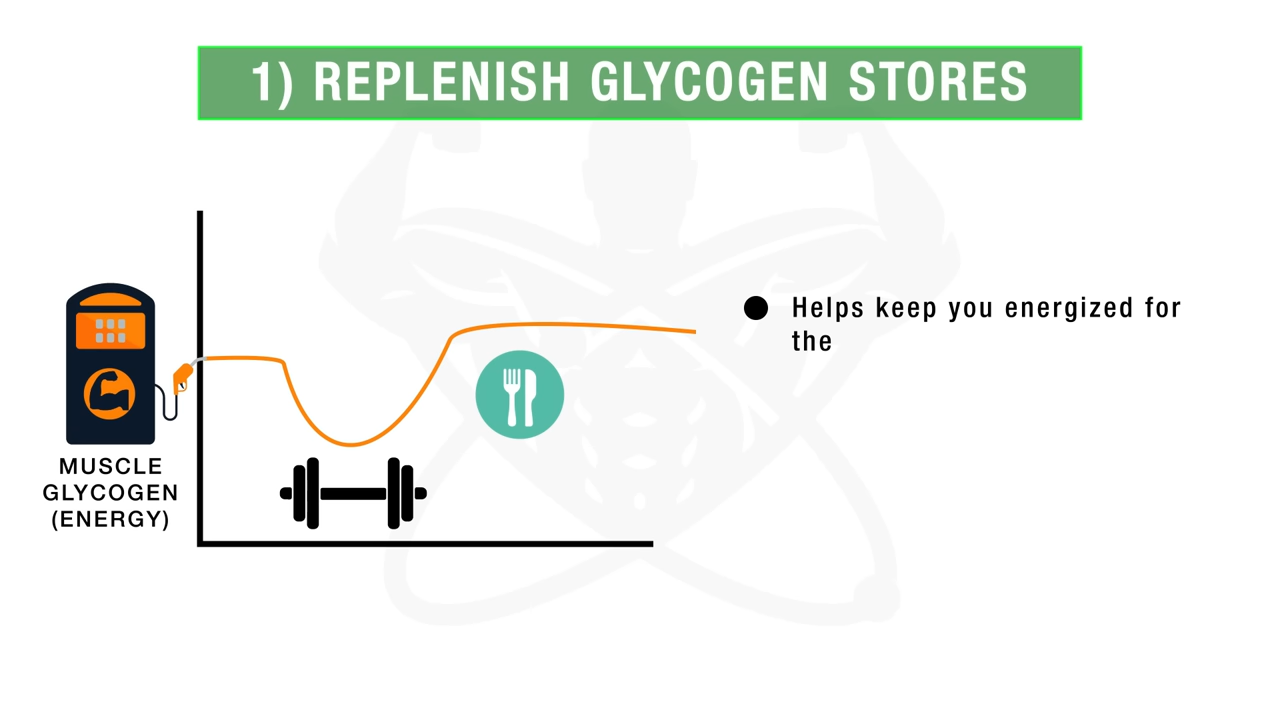 1) REPLENISH GLYCOGEN STORES
Helps keep you energized for
the
MUSCLE
GLYCOGEN
(ENERGY)